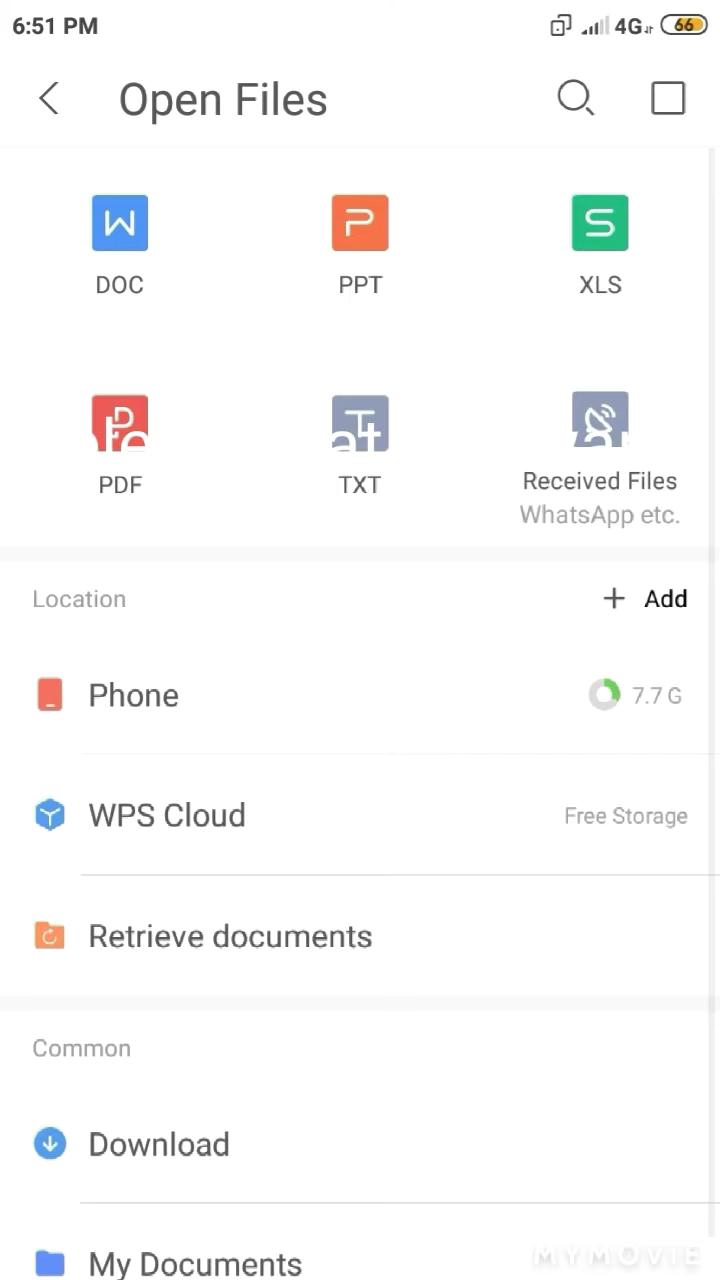 6:51 PM 4G 66
Open Files
DOC PPT XLS
PDF TXT Received Files
WhatsApp etc.
Location + Add
Phone 7.7 G
WPS Cloud Free Storage
Retrieve documents
Common
Download
My Documents
MYMOVIE